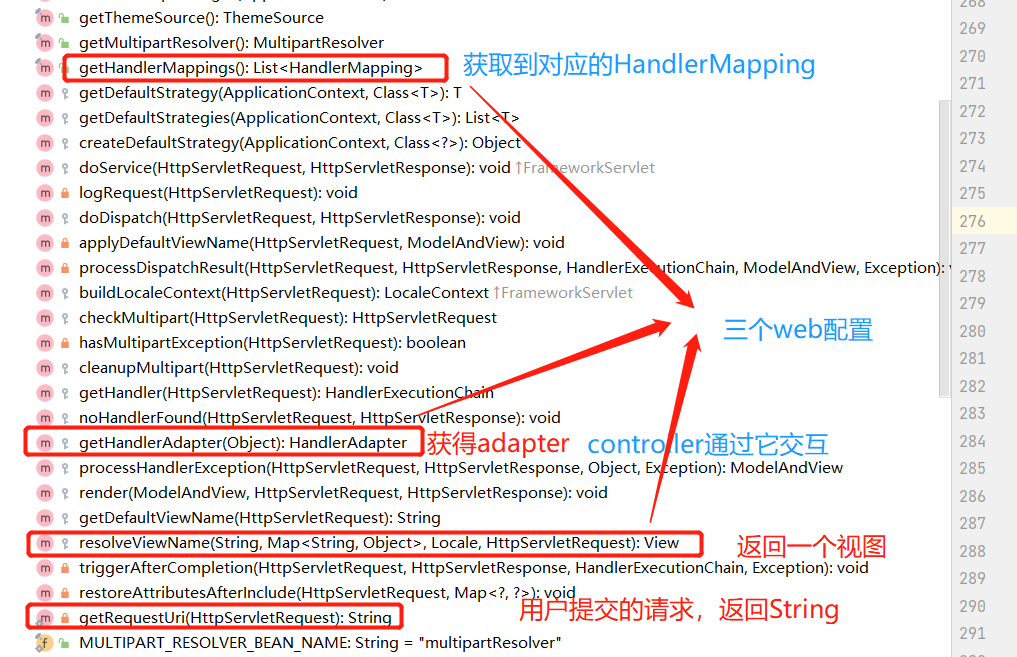 268
getThemeSource(): ThemeSource
269
getMultipartResolver(): MultipartResolver
270
getHandlerMappings(): List<HandlerMapping> 获取到对应的HandlerMapping
271
getDefaultStrategy(ApplicationContext, Class<T>): T
272
getDefaultStrategies(ApplicationContext, Class<T>): List<T>
273
createDefaultStrategy(ApplicationContext, Class<?>): Object
274
doService(HttpServletRequest, HttpServletResponse): void ↑FrameworkServlet
275
logRequest(HttpServletRequest): void
276
doDispatch(HttpServletRequest, HttpServletResponse): void
277
applyDefaultViewName(HttpServletRequest, ModelAndView): void
278
processDispatchResult(HttpServletRequest, HttpServletResponse, HandlerExecutionChain, ModelAndView, Exception):
279
buildLocaleContext(HttpServletRequest): LocaleContext ↑FrameworkServlet
280
checkMultipart(HttpServletRequest): HttpServletRequest
三个web配置
281
hasMultipartException(HttpServletRequest): boolean
282
cleanupMultipart(HttpServletRequest): void
283
getHandler(HttpServletRequest): HandlerExecutionChain
284
noHandlerFound(HttpServletRequest, HttpServletResponse): void
getHandlerAdapter(Object): HandlerAdapter 获得adapter controller通过它交互
285
processHandlerException(HttpServletRequest, HttpServletResponse, Object, Exception): ModelAndView
286
render(ModelAndView, HttpServletRequest, HttpServletResponse): void
287
getDefaultViewName(HttpServletRequest): String
288
resolveViewName(String, Map<String, Object>, Locale, HttpServletRequest): View 返回一个视图
289
triggerAfterCompletion(HttpServletRequest, HttpServletResponse, HandlerExecutionChain, Exception): void
290
restoreAttributesAfterInclude(HttpServletRequest, Map<?, ?>): void
用户提交的请求，返回String
getRequestUri(HttpServletRequest): String
291
MULTIPART_RESOLVER_BEAN_NAME: String = "multipartResolver"